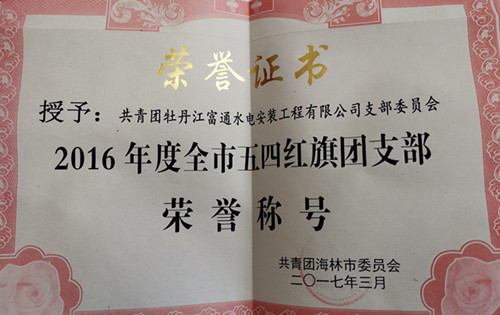 荣誉证书
授予：共青团牡丹江富通水电安装工程有限公司支部委员会
2016年度全市五四红旗团支部
荣誉称号
共青团海林市委员会
二〇一七年三月